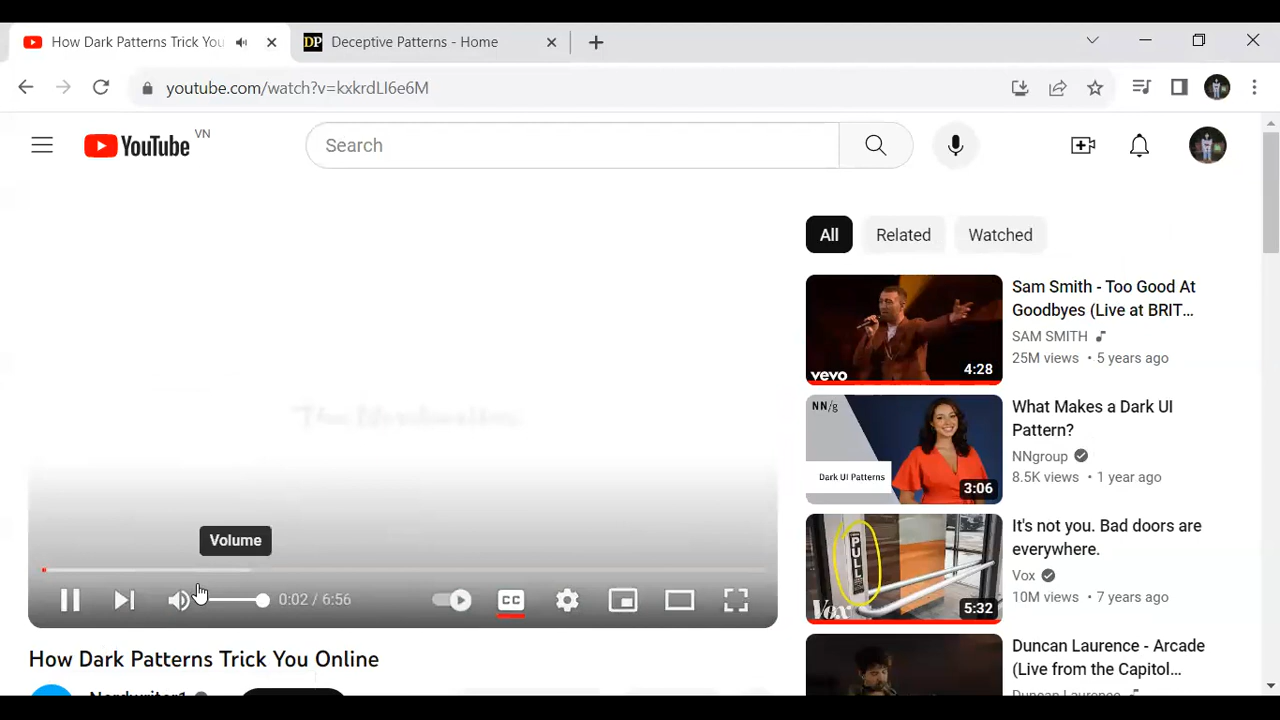 How Dark Patterns Trick You
DP Deceptive Patterns - Home
youtube.com/watch?v=kxkrdLI6e6M
YouTube VN
Search
All
Related
Watched
Sam Smith - Too Good At
Goodbyes (Live at BRIT...
SAM SMITH
25M views • 5 years ago
vevo
4:28
NN/g
Dark UI Patterns
3:06
What Makes a Dark UI
Pattern?
NNgroup
8.5K views • 1 year ago
PULL
Vox
5:32
It's not you. Bad doors are
everywhere.
Vox
10M views • 7 years ago
Duncan Laurence - Arcade
(Live from the Capitol...
Duncan Laurence
Volume
0:02 / 6:56
CC
How Dark Patterns Trick You Online
Nerdwriter1